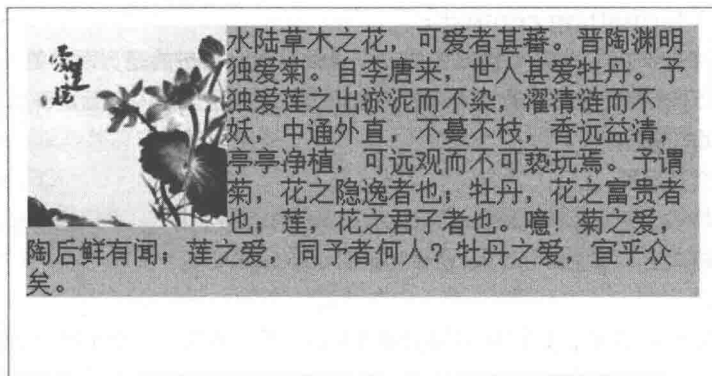 爱莲说
水陆草木之花，可爱者甚蕃。晋陶渊明
独爱菊。自李唐来，世人甚爱牡丹。予
独爱莲之出淤泥而不染，濯清涟而不
妖，中通外直，不蔓不枝，香远益清，
亭亭净植，可远观而不可亵玩焉。予谓
菊，花之隐逸者也；牡丹，花之富贵者
也；莲，花之君子者也。噫！菊之爱，
陶后鲜有闻；莲之爱，同予者何人？牡丹之爱，宜乎众
矣。